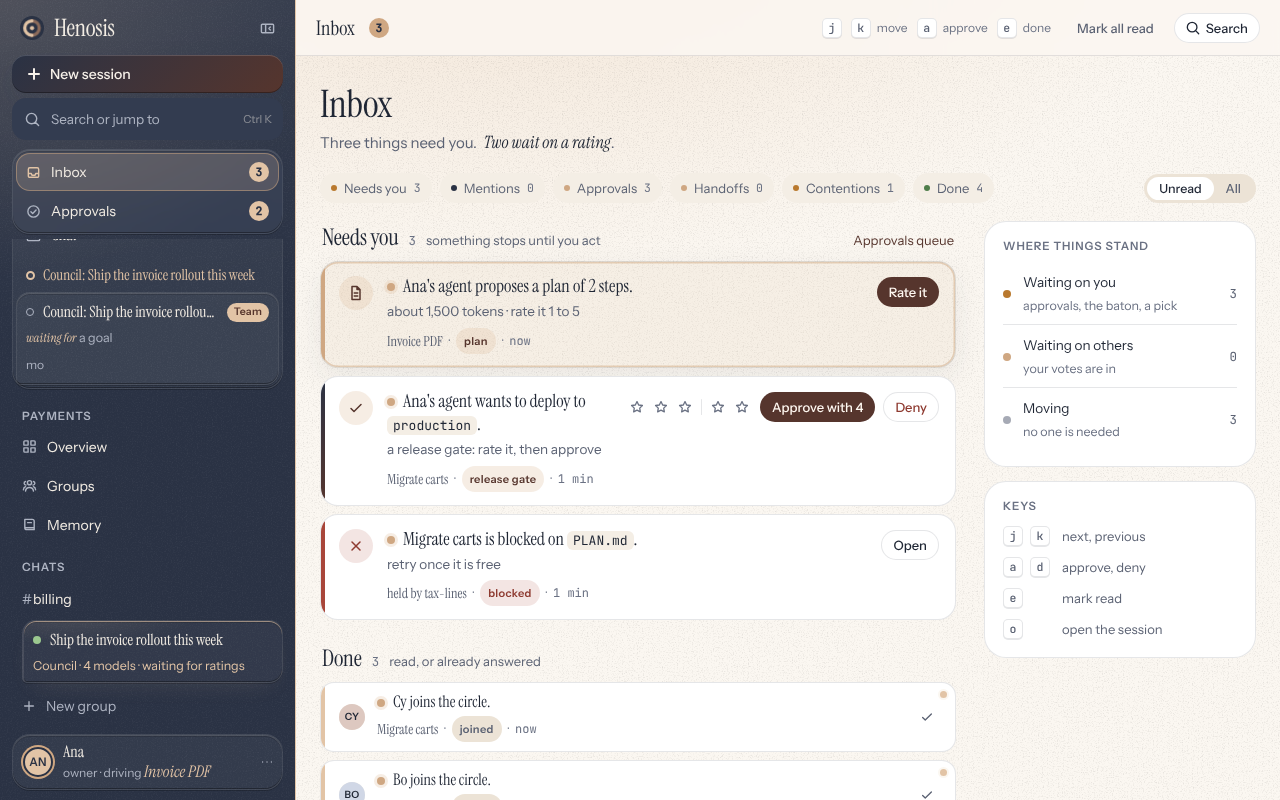 Henosis
New session
Search or jump to Ctrl K
Inbox 3
Approvals 2
Council: Ship the invoice rollout this week
Council: Ship the invoice rollou... Team
waiting for a goal
mo
PAYMENTS
Overview
Groups
Memory
CHATS
#billing
Ship the invoice rollout this week
Council · 4 models · waiting for ratings
New group
AN Ana
owner · driving Invoice PDF
Inbox 3
j k move a approve e done Mark all read Search
Inbox
Three things need you. Two wait on a rating.
Needs you 3 Mentions 0 Approvals 3 Handoffs 0 Contentions 1 Done 4 Unread All
Needs you 3 something stops until you act Approvals queue
Ana's agent proposes a plan of 2 steps. Rate it
about 1,500 tokens · rate it 1 to 5
Invoice PDF · plan · now
Ana's agent wants to deploy to Approve with 4 Deny
production.
a release gate: rate it, then approve
Migrate carts · release gate · 1 min
Migrate carts is blocked on PLAN.md. Open
retry once it is free
held by tax-lines · blocked · 1 min
Done 3 read, or already answered
CY Cy joins the circle.
Migrate carts · joined · now
BO Bo joins the circle.
WHERE THINGS STAND
Waiting on you 3
approvals, the baton, a pick
Waiting on others 0
your votes are in
Moving 3
no one is needed
KEYS
j k next, previous
a d approve, deny
e mark read
o open the session